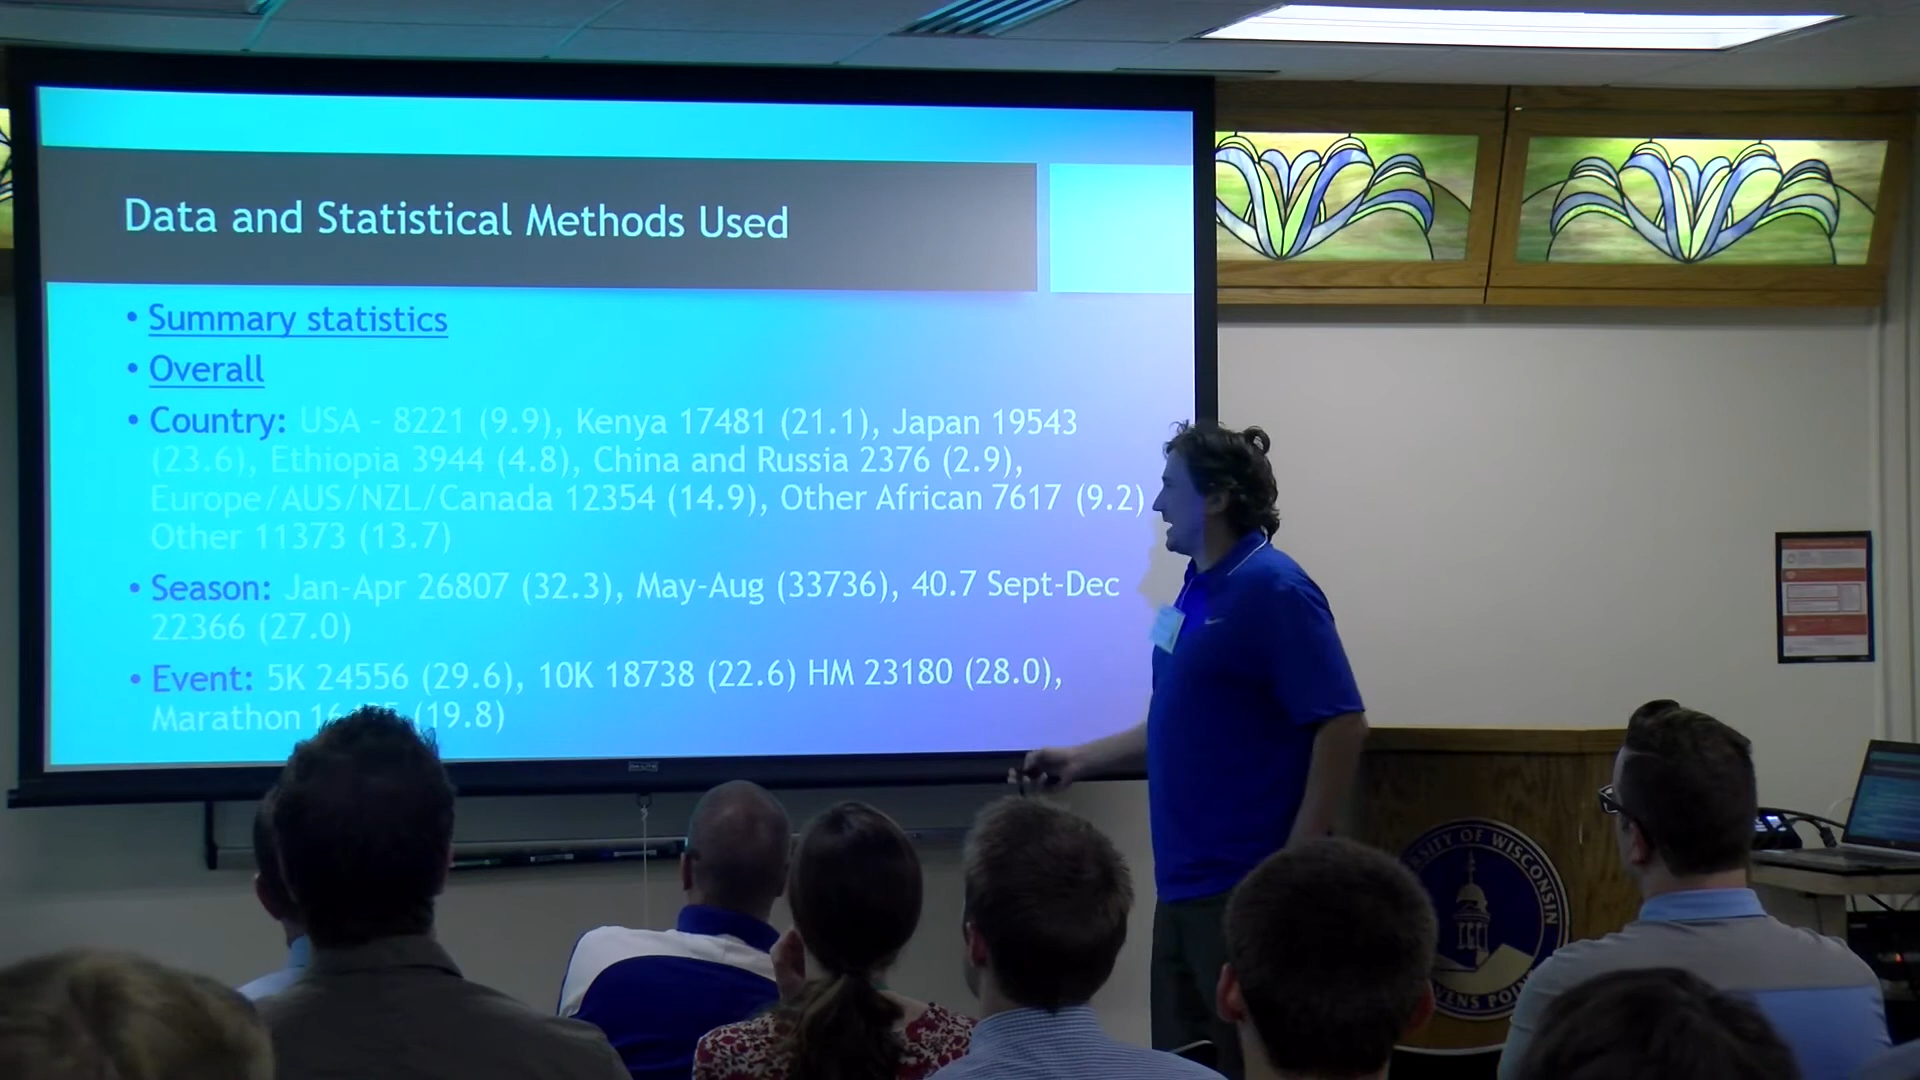 Data and Statistical Methods Used
• Summary statistics
• Overall
• Country: USA - 8221 (9.9), Kenya 17481 (21.1), Japan 19543
(23.6), Ethiopia 3944 (4.8), China and Russia 2376 (2.9),
Europe/AUS/NZL/Canada 12354 (14.9), Other African 7617 (9.2)
Other 11373 (13.7)
• Season: Jan-Apr 26807 (32.3), May-Aug (33736), 40.7 Sept-Dec
22366 (27.0)
• Event: 5K 24556 (29.6), 10K 18738 (22.6) HM 23180 (28.0),
Marathon (19.8)
OF WISCONSIN